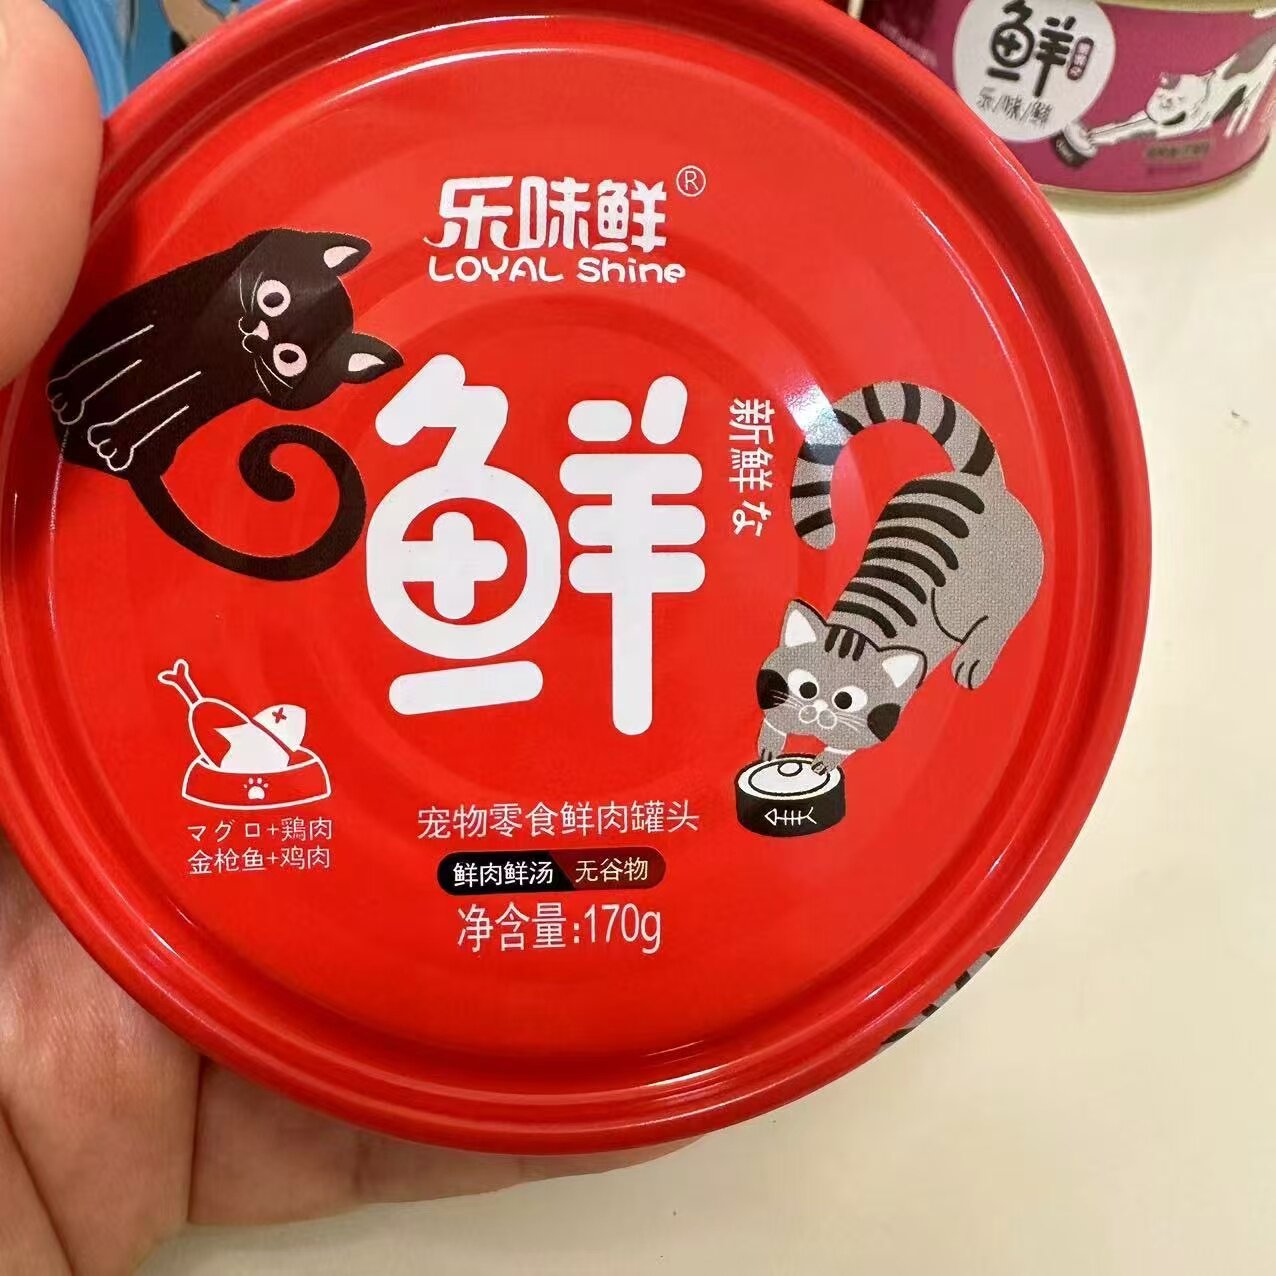 乐味鲜®
LOYAL Shine
鲜
新鮮な
マグロ+鶏肉
金枪鱼+鸡肉
宠物零食鲜肉罐头
鲜肉鲜汤 无谷物
净含量:170g
鲜
乐/味/鲜